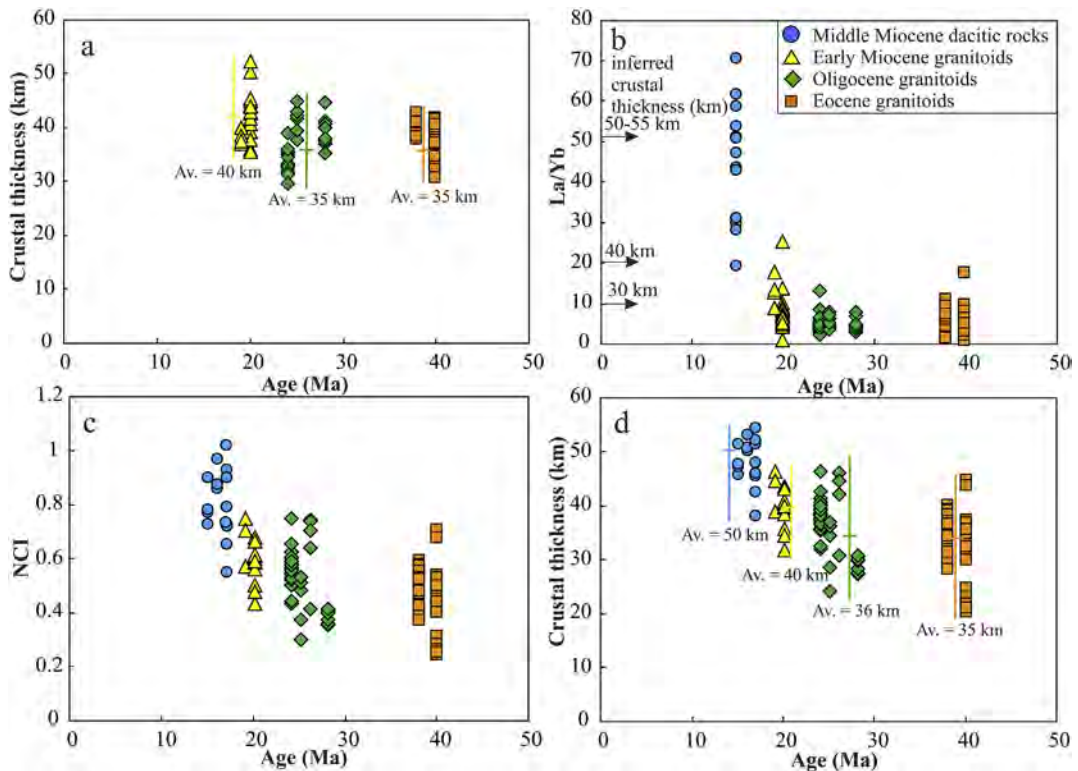 a
Crustal thickness (km)
60
50
40
30
20
10
0
Av. = 40 km
Av. = 35 km
Av. = 35 km
0
20
30
40
50
Age (Ma)
b
La/Yb
80
70
60
50
40
30
20
10
0
inferred
crustal
thickness (km)
50-55 km
40 km
30 km
Middle Miocene dacitic rocks
Early Miocene granitoids
Oligocene granitoids
Eocene granitoids
0
10
20
30
40
50
Age (Ma)
c
NCI
1.2
1
0.8
0.6
0.4
0.2
0
0
10
20
30
40
50
Age (Ma)
d
Crustal thickness (km)
60
50
40
30
20
10
0
Av. = 50 km
Av. = 40 km
Av. = 36 km
Av. = 35 km
0
10
20
30
40
50
Age (Ma)